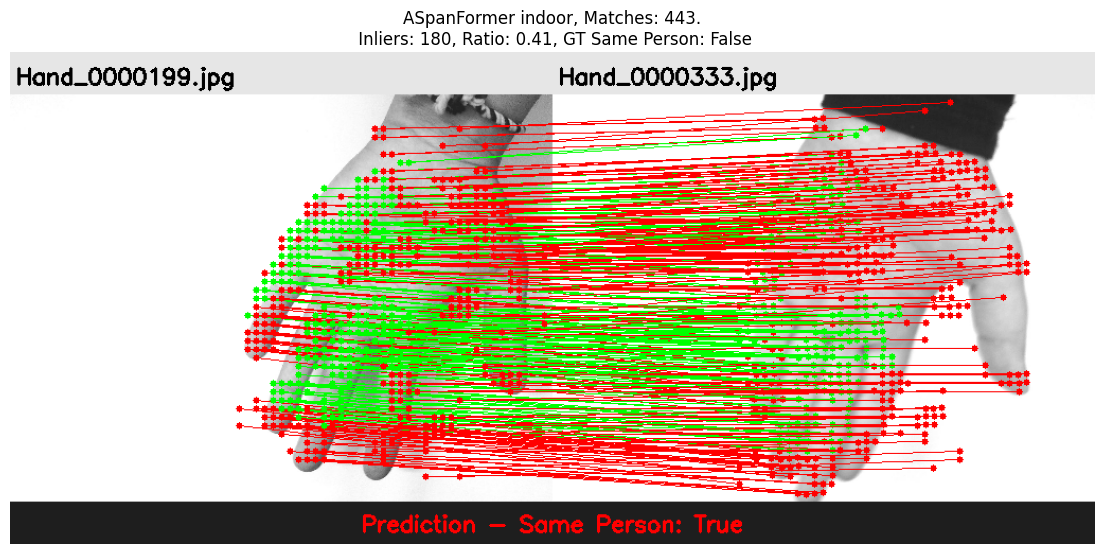 ASpanFormer indoor, Matches: 443.
Inliers: 180, Ratio: 0.41, GT Same Person: False
Hand_0000199.jpg
Hand_0000333.jpg
Prediction – Same Person: True